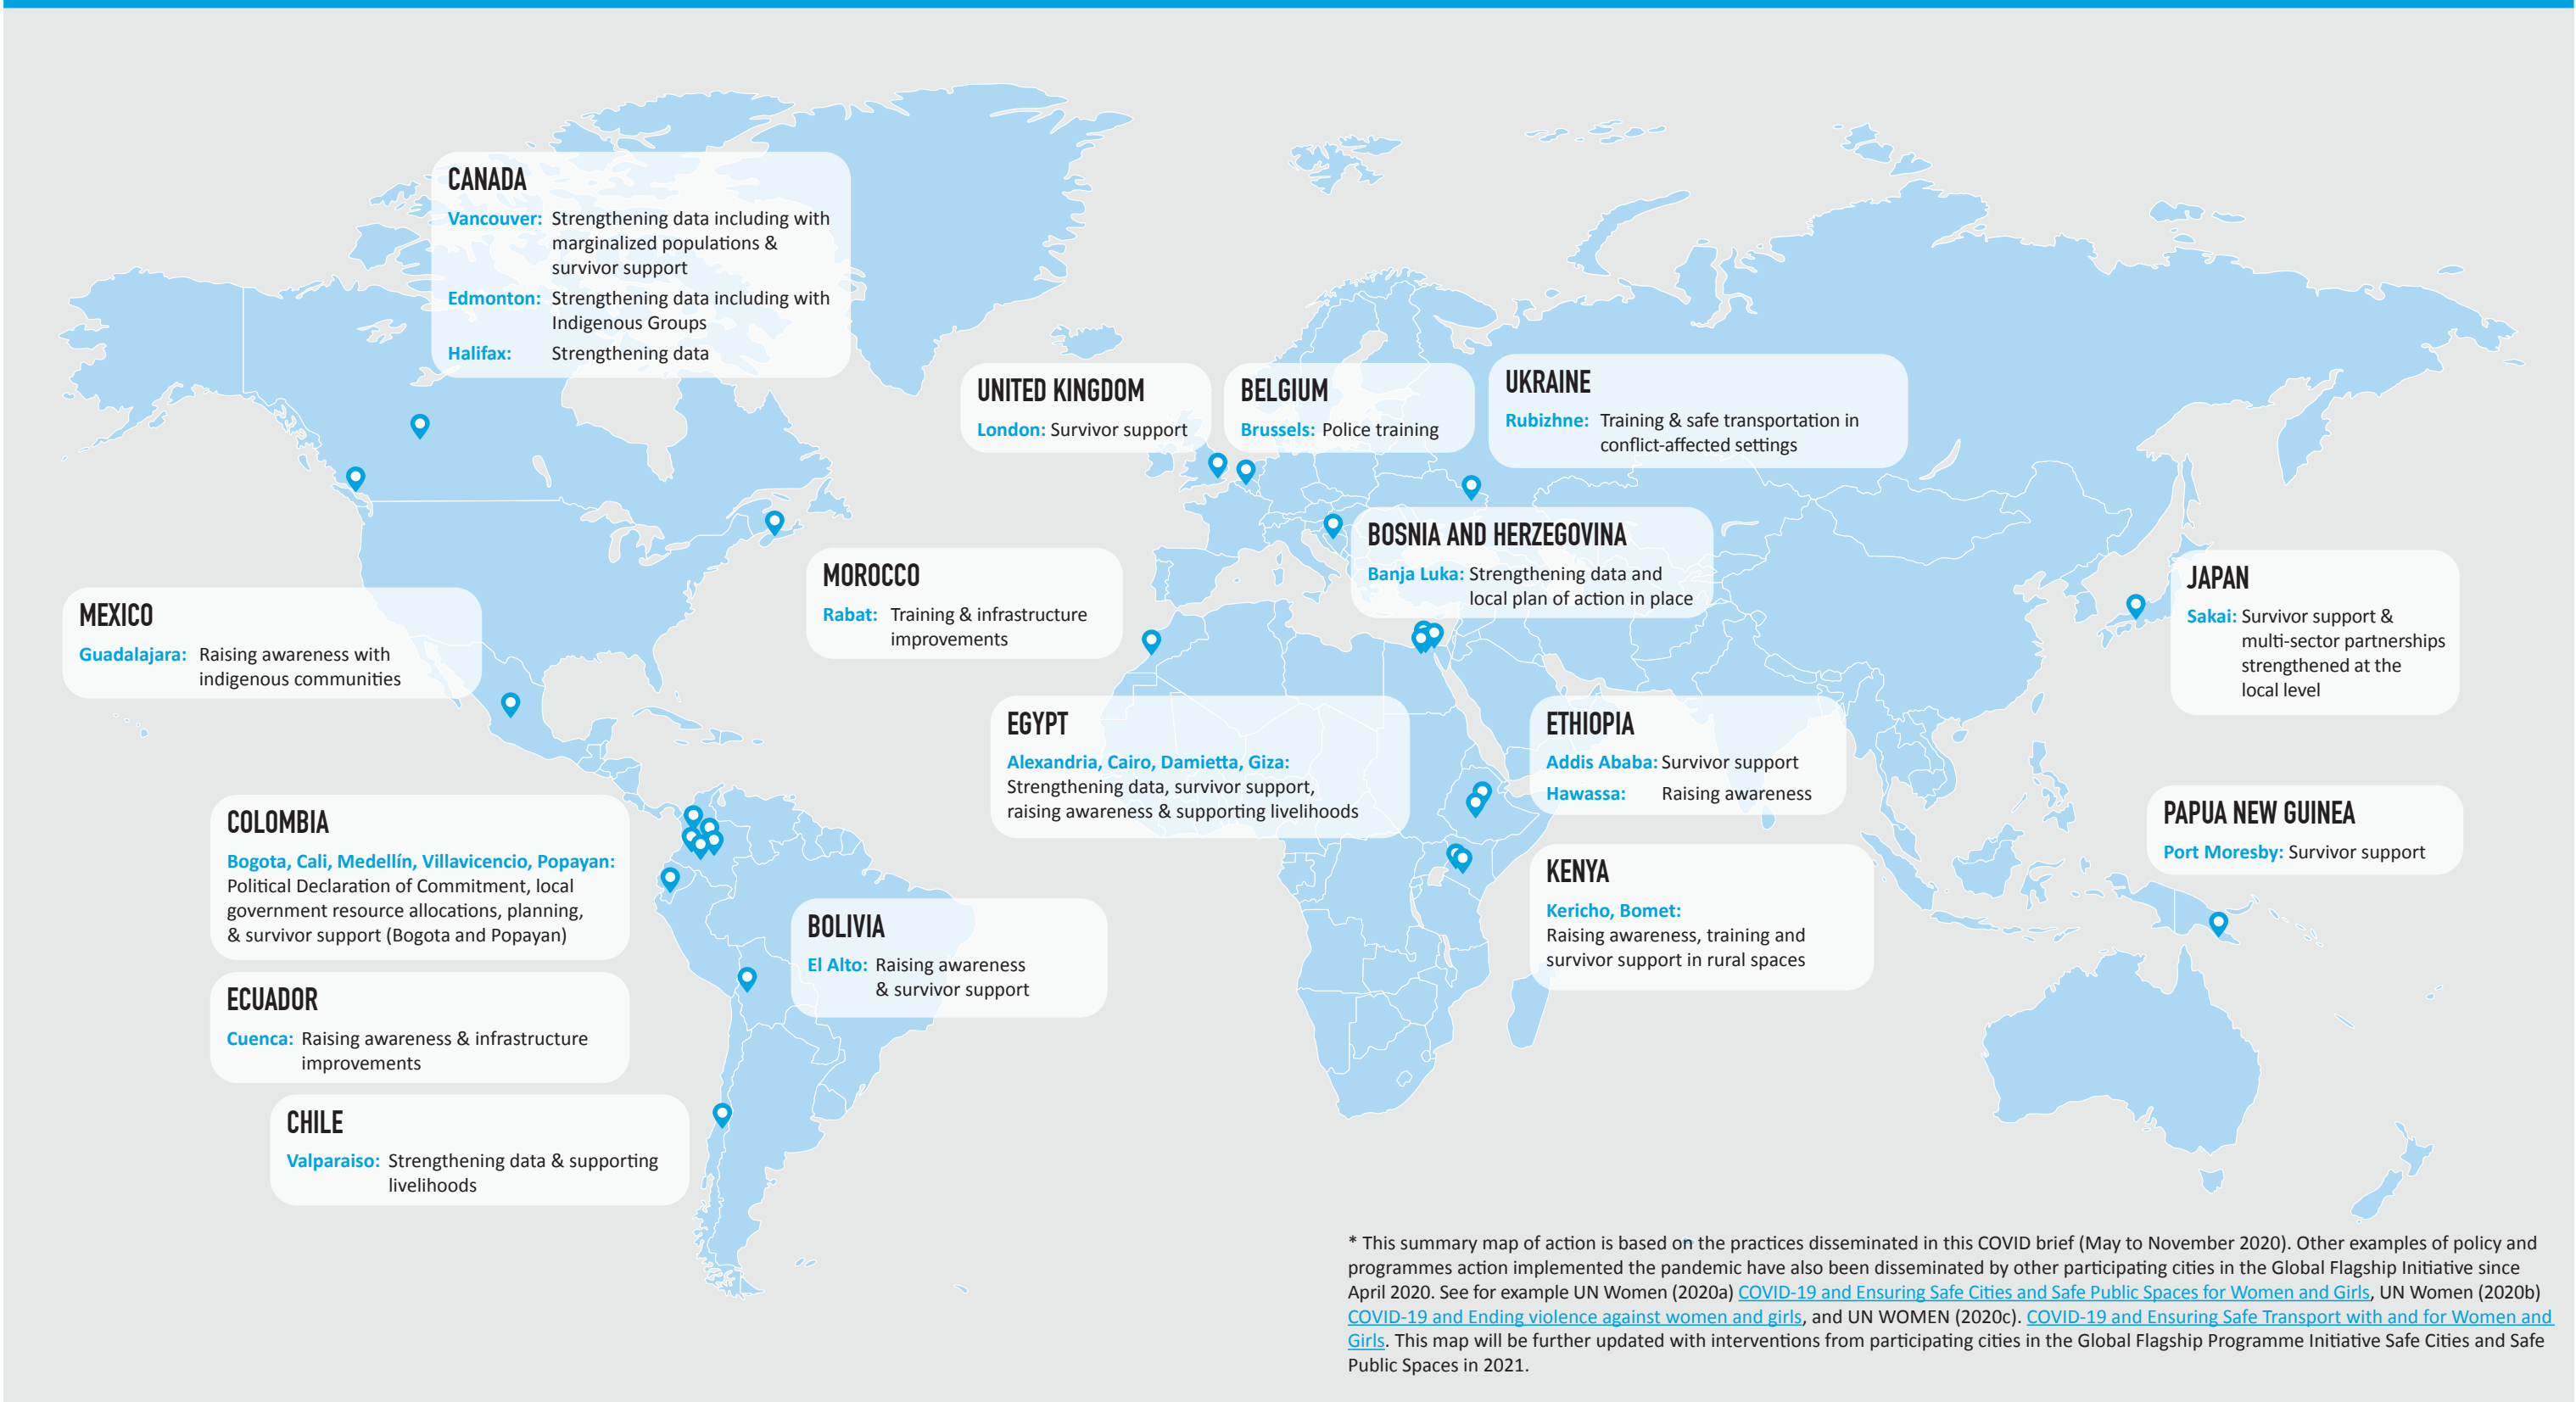 CANADA
Vancouver: Strengthening data including with
marginalized populations &
survivor support
Edmonton: Strengthening data including with
Indigenous Groups
Halifax: Strengthening data
UNITED KINGDOM
London: Survivor support
BELGIUM
Brussels: Police training
UKRAINE
Rubizhne: Training & safe transportation in
conflict-affected settings
BOSNIA AND HERZEGOVINA
Banja Luka: Strengthening data and
local plan of action in place
MOROCCO
Rabat: Training & infrastructure
improvements
JAPAN
Sakai: Survivor support &
multi-sector partnerships
strengthened at the
local level
MEXICO
Guadalajara: Raising awareness with
indigenous communities
EGYPT
Alexandria, Cairo, Damietta, Giza:
Strengthening data, survivor support,
raising awareness & supporting livelihoods
ETHIOPIA
Addis Ababa: Survivor support
Hawassa: Raising awareness
PAPUA NEW GUINEA
Port Moresby: Survivor support
COLOMBIA
Bogota, Cali, Medellín, Villavicencio, Popayan:
Political Declaration of Commitment, local
government resource allocations, planning,
& survivor support (Bogota and Popayan)
KENYA
Kericho, Bomet:
Raising awareness, training and
survivor support in rural spaces
BOLIVIA
El Alto: Raising awareness
& survivor support
ECUADOR
Cuenca: Raising awareness & infrastructure
improvements
CHILE
Valparaiso: Strengthening data & supporting
livelihoods
* This summary map of action is based on the practices disseminated in this COVID brief (May to November 2020). Other examples of policy and
programmes action implemented the pandemic have also been disseminated by other participating cities in the Global Flagship Initiative since
April 2020. See for example UN Women (2020a) COVID-19 and Ensuring Safe Cities and Safe Public Spaces for Women and Girls, UN Women (2020b)
COVID-19 and Ending violence against women and girls, and UN WOMEN (2020c). COVID-19 and Ensuring Safe Transport with and for Women and
Girls. This map will be further updated with interventions from participating cities in the Global Flagship Programme Initiative Safe Cities and Safe
Public Spaces in 2021.